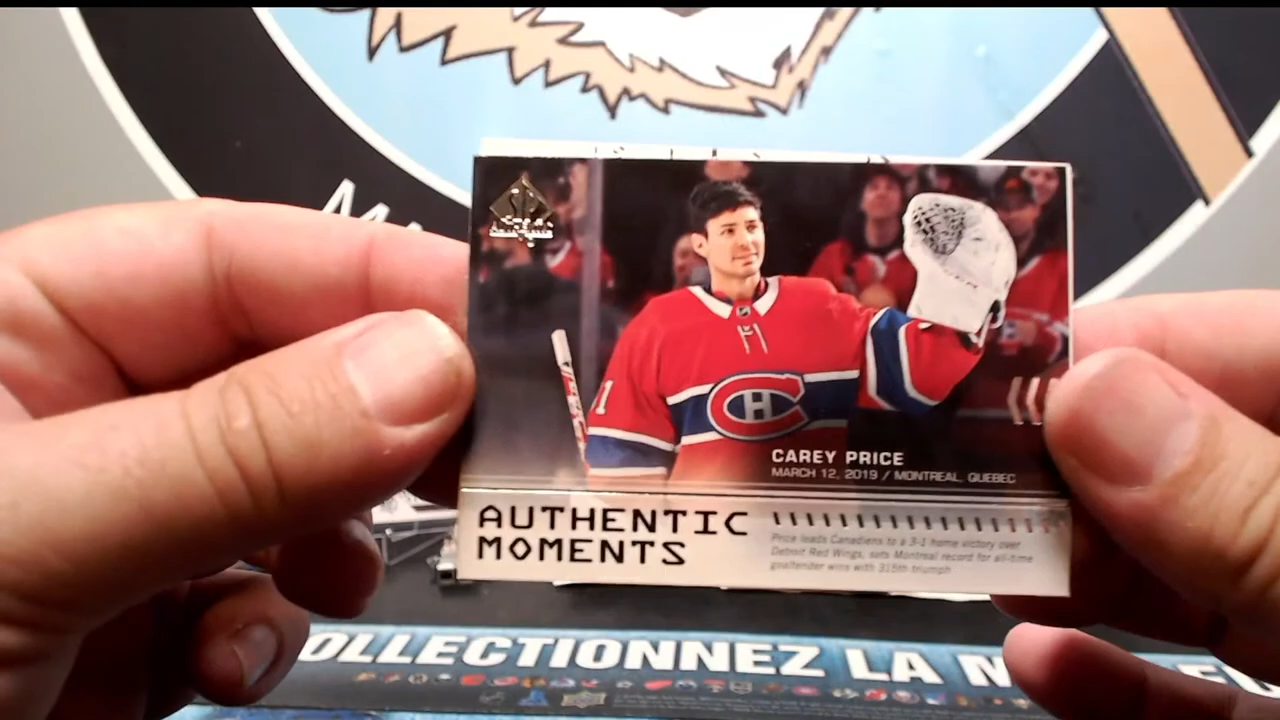 CAREY PRICE
MARCH 12, 2019 / MONTREAL, QUEBEC
AUTHENTIC
MOMENTS
Price leads Canadiens to a 3-1 home victory over
Detroit Red Wings, sets Montreal record for all-time
goaltender wins with 315th triumph
OLLECTIONNEZ LA